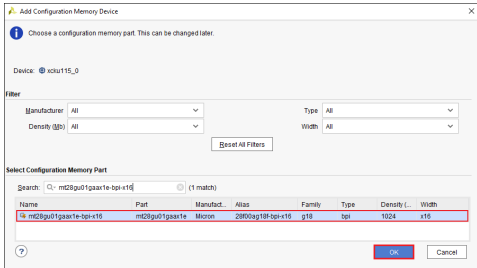 Add Configuration Memory Device
Choose a configuration memory part. This can be changed later.
Device: xcku115_0
Filter
Manufacturer All Type All
Density (Mb) All Width All
Reset All Filters
Select Configuration Memory Part
Search: mt28gu01gaax1e-bpi-x16 (1 match)
Name Part Manufact... Alias Family Type Density (... Width
mt28gu01gaax1e-bpi-x16 mt28gu01gaax1e Micron 28f00ag18f-bpi-x16 g18 bpi 1024 x16
? OK Cancel